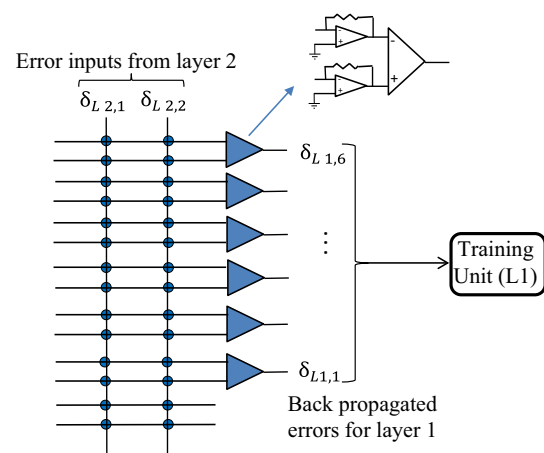 Error inputs from layer 2
δL 2,1 δL 2,2
- +
- +
- +
δL 1,6
⋮
Training
Unit (L1)
δL1,1
Back propagated
errors for layer 1